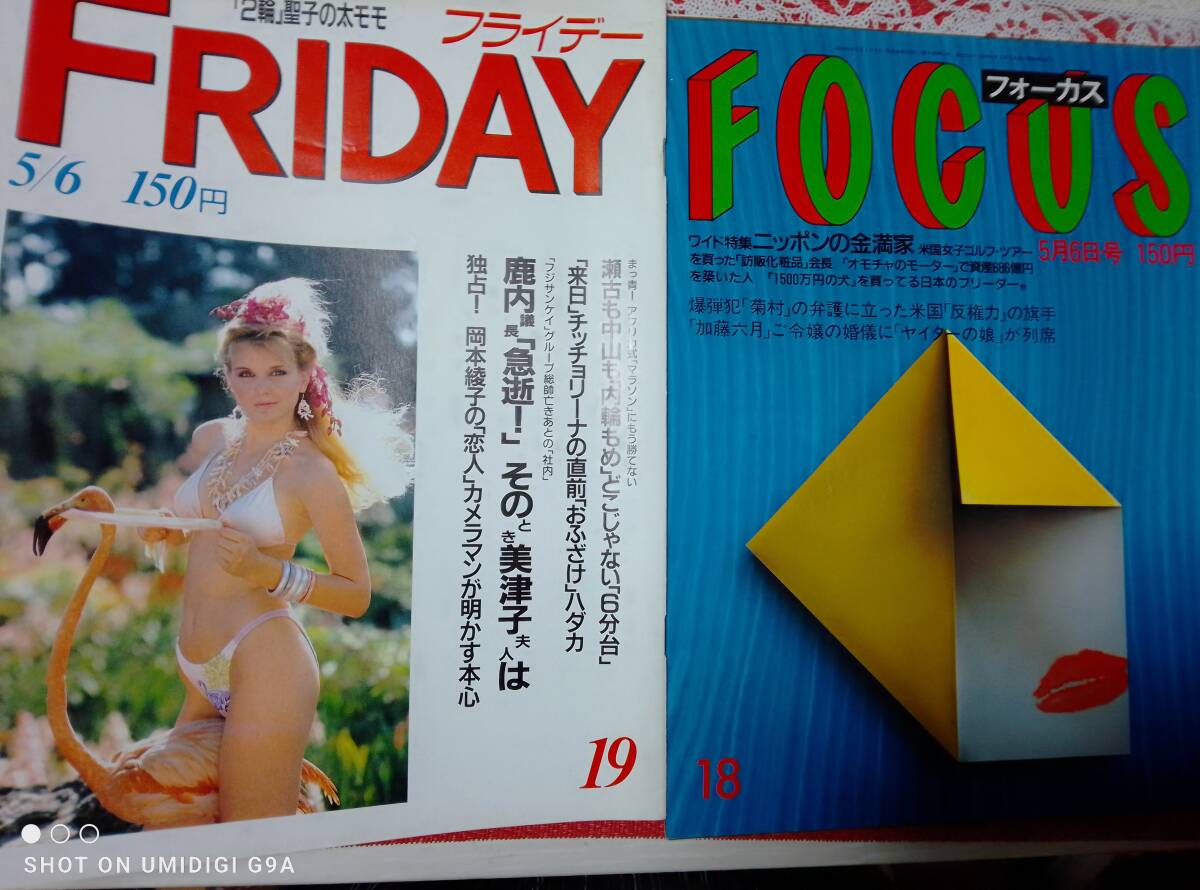 「2輪」聖子の太モモ
フライデー
FRIDAY
5/6 150円
まっ青! アフリカ式「マラソン」にもう勝てない
瀬古も中山も「内輪もめ」どこじゃない「6分台」
「来日」チッチョリーナの直前「おふざけ」ハダカ
「フジサンケイ」グループ総帥亡きあとの「社内」
鹿内議長「急逝!」そのとき美津子夫人は
独占! 岡本綾子の「恋人」カメラマンが明かす本心
19
FOCUS
フォーカス
5月6日号 150円
ワイド特集ニッポンの金満家 米国女子ゴルフ・ツアー
を買った「訪販化粧品」会長 「オモチャのモーター」で資産686億円
を築いた人 「1500万円の犬」を買ってる日本のブリーダー。
爆弾犯「菊村」の弁護に立った米国「反権力」の旗手
「加藤六月」ご令嬢の婚儀に「ヤイターの娘」が列席
18
SHOT ON UMIDIGI G9A